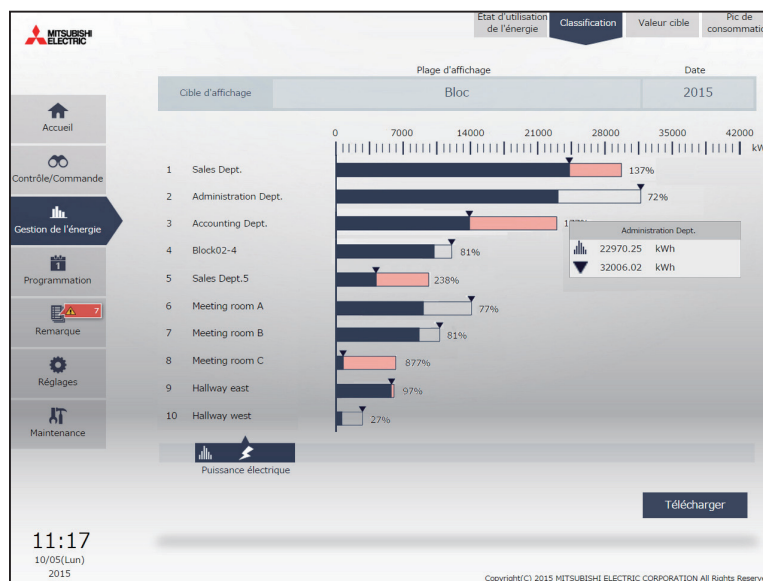 MITSUBISHI
ELECTRIC
État d'utilisation
de l'énergie
Classification
Valeur cible
Pic de
consommatio
Plage d'affichage
Date
Cible d'affichage
Bloc
2015
Accueil
Contrôle/Commande
Gestion de l'énergie
Programmation
7
Remarque
Réglages
Maintenance
0 7000 14000 21000 28000 35000 42000
kW
1 Sales Dept. 137%
2 Administration Dept. 72%
3 Accounting Dept.
4 Block02-4 81%
5 Sales Dept.5 238%
6 Meeting room A 77%
7 Meeting room B 81%
8 Meeting room C 877%
9 Hallway east 97%
10 Hallway west 27%
Administration Dept.
22970.25 kWh
32006.02 kWh
Puissance électrique
Télécharger
11:17
10/05(Lun)
2015
Copyright(C) 2015 MITSUBISHI ELECTRIC CORPORATION All Rights Reserve